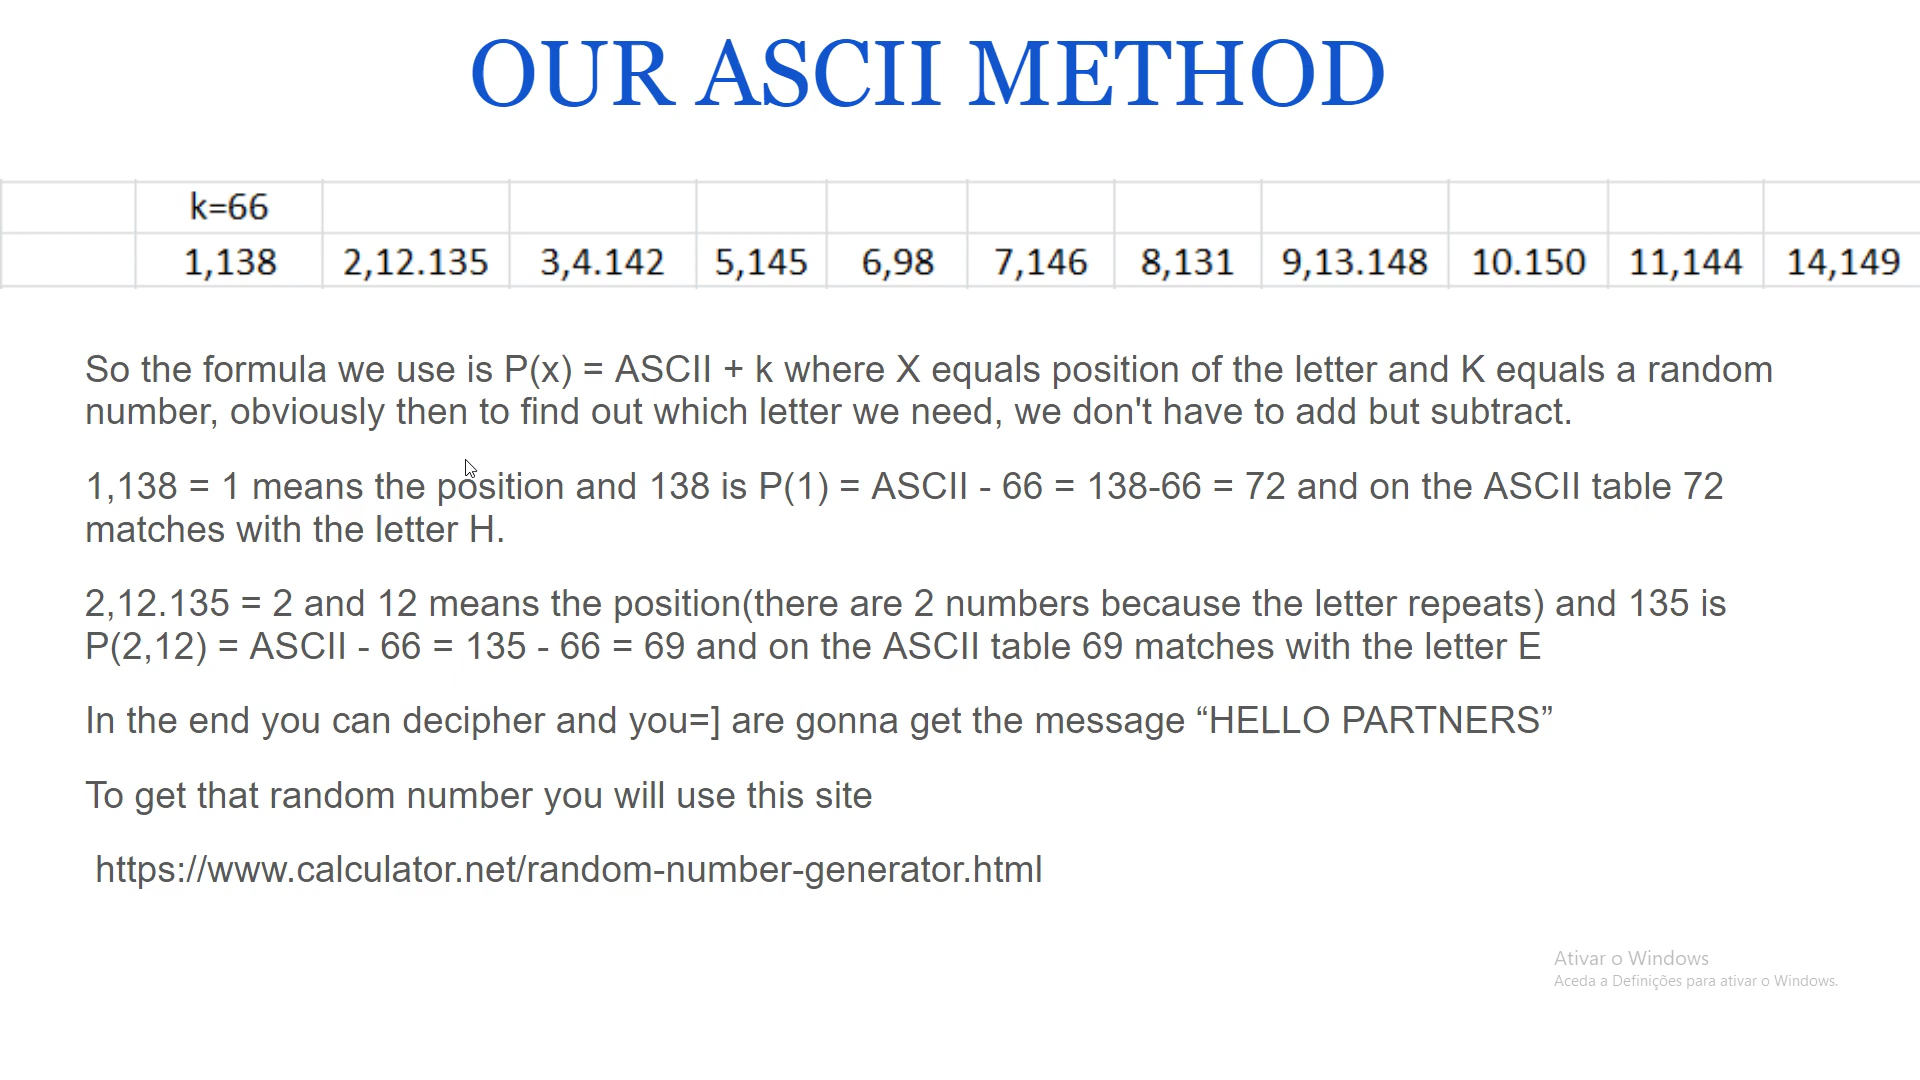 OUR ASCII METHOD
k=66
1,138 2,12.135 3,4.142 5,145 6,98 7,146 8,131 9,13.148 10.150 11,144 14,149
So the formula we use is P(x) = ASCII + k where X equals position of the letter and K equals a random
number, obviously then to find out which letter we need, we don't have to add but subtract.
1,138 = 1 means the position and 138 is P(1) = ASCII - 66 = 138-66 = 72 and on the ASCII table 72
matches with the letter H.
2,12.135 = 2 and 12 means the position(there are 2 numbers because the letter repeats) and 135 is
P(2,12) = ASCII - 66 = 135 - 66 = 69 and on the ASCII table 69 matches with the letter E
In the end you can decipher and you=] are gonna get the message “HELLO PARTNERS”
To get that random number you will use this site
https://www.calculator.net/random-number-generator.html
Ativar o Windows
Aceda a Definições para ativar o Windows.